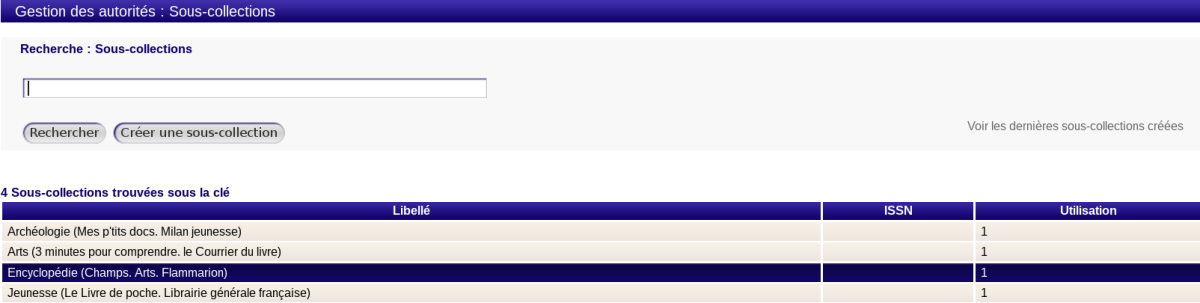 Gestion des autorités : Sous-collections
Recherche : Sous-collections
Rechercher Créer une sous-collection Voir les dernières sous-collections créées
4 Sous-collections trouvées sous la clé
Libellé ISSN Utilisation
Archéologie (Mes p'tits docs. Milan jeunesse) 1
Arts (3 minutes pour comprendre. le Courrier du livre) 1
Encyclopédie (Champs. Arts. Flammarion) 1
Jeunesse (Le Livre de poche. Librairie générale française) 1